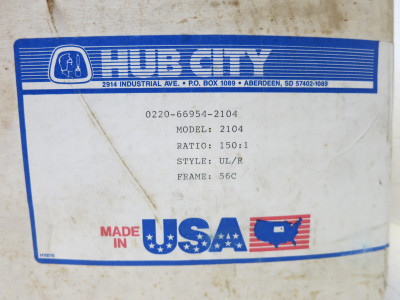 HUB CITY
2914 INDUSTRIAL AVE. • P.O. BOX 1089 • ABERDEEN, SD 57402-1089
0220-66954-2104
MODEL: 2104
RATIO: 150:1
STYLE: UL/R
FRAME: 56C
MADE IN USA